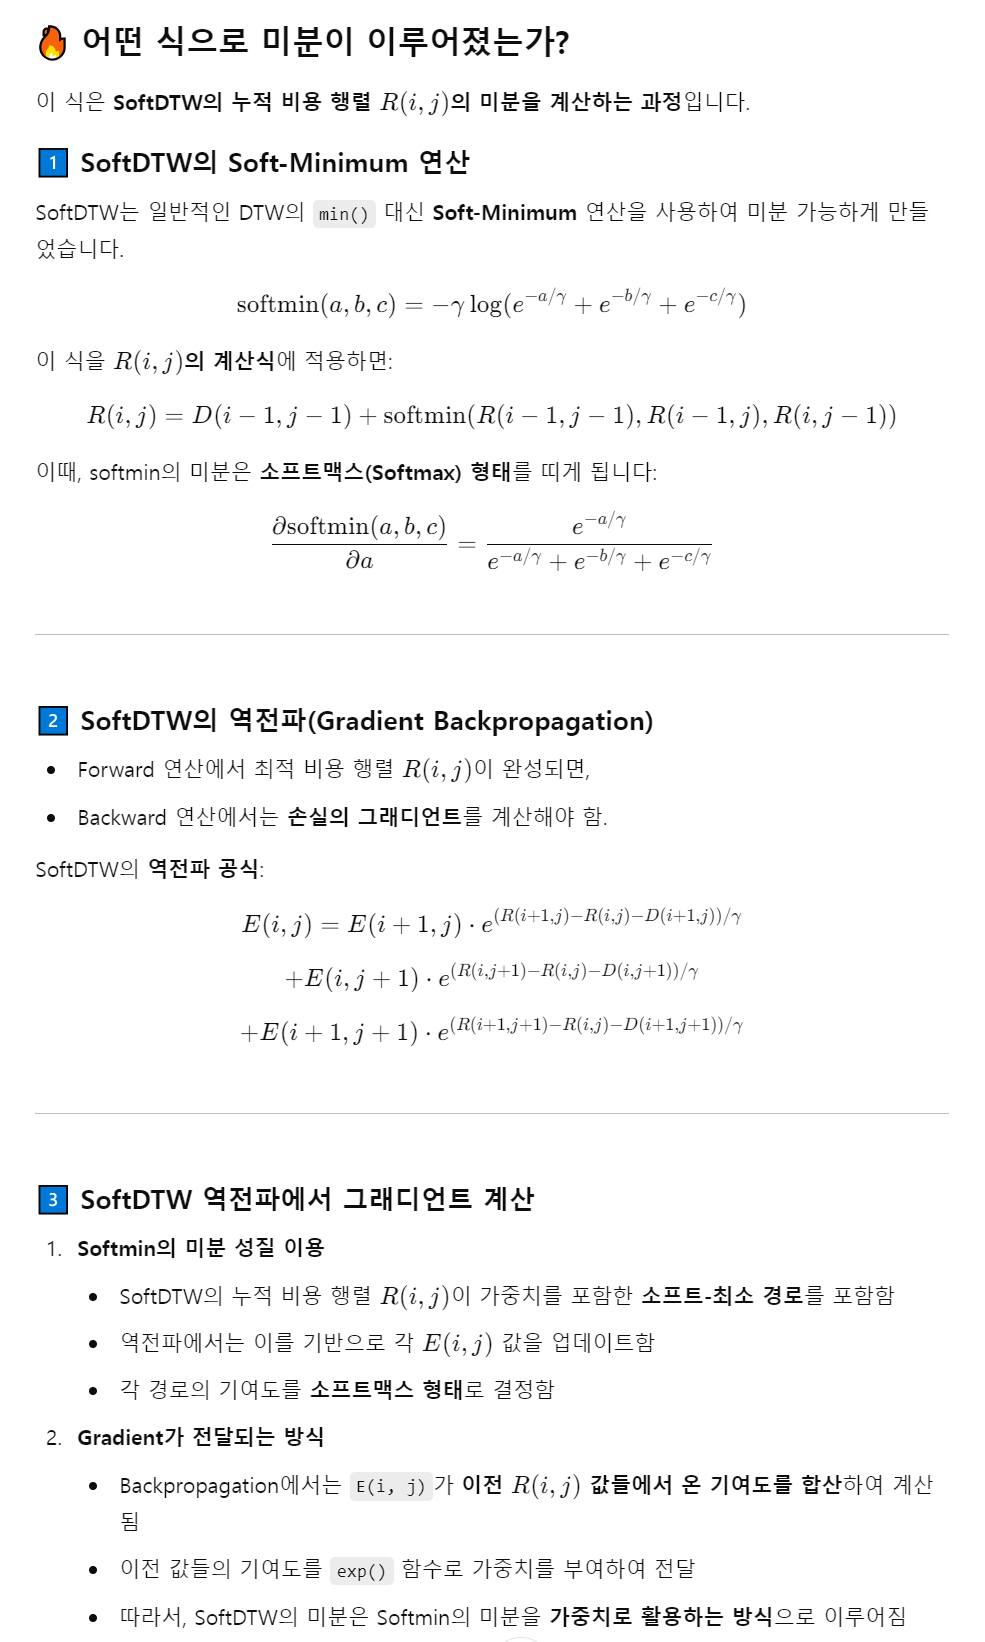 🔥 어떤 식으로 미분이 이루어졌는가?
이 식은 SoftDTW의 누적 비용 행렬 R(i, j)의 미분을 계산하는 과정입니다.
1 SoftDTW의 Soft-Minimum 연산
SoftDTW는 일반적인 DTW의 min() 대신 Soft-Minimum 연산을 사용하여 미분 가능하게 만들
었습니다.
softmin(a, b, c) = −γ log(e^{−a/γ} + e^{−b/γ} + e^{−c/γ})
이 식을 R(i, j)의 계산식에 적용하면:
R(i, j) = D(i − 1, j − 1) + softmin(R(i − 1, j − 1), R(i − 1, j), R(i, j − 1))
이때, softmin의 미분은 소프트맥스(Softmax) 형태를 띠게 됩니다:
∂softmin(a, b, c) / ∂a = e^{−a/γ} / (e^{−a/γ} + e^{−b/γ} + e^{−c/γ})
2 SoftDTW의 역전파(Gradient Backpropagation)
• Forward 연산에서 최적 비용 행렬 R(i, j)이 완성되면,
• Backward 연산에서는 손실의 그래디언트를 계산해야 함.
SoftDTW의 역전파 공식:
E(i, j) = E(i + 1, j) · e^{(R(i+1,j)−R(i,j)−D(i+1,j))/γ}
+E(i, j + 1) · e^{(R(i,j+1)−R(i,j)−D(i,j+1))/γ}
+E(i + 1, j + 1) · e^{(R(i+1,j+1)−R(i,j)−D(i+1,j+1))/γ}
3 SoftDTW 역전파에서 그래디언트 계산
1. Softmin의 미분 성질 이용
• SoftDTW의 누적 비용 행렬 R(i, j)이 가중치를 포함한 소프트-최소 경로를 포함함
• 역전파에서는 이를 기반으로 각 E(i, j) 값을 업데이트함
• 각 경로의 기여도를 소프트맥스 형태로 결정함
2. Gradient가 전달되는 방식
• Backpropagation에서는 E(i, j)가 이전 R(i, j) 값들에서 온 기여도를 합산하여 계산
됨
• 이전 값들의 기여도를 exp() 함수로 가중치를 부여하여 전달
• 따라서, SoftDTW의 미분은 Softmin의 미분을 가중치로 활용하는 방식으로 이루어짐